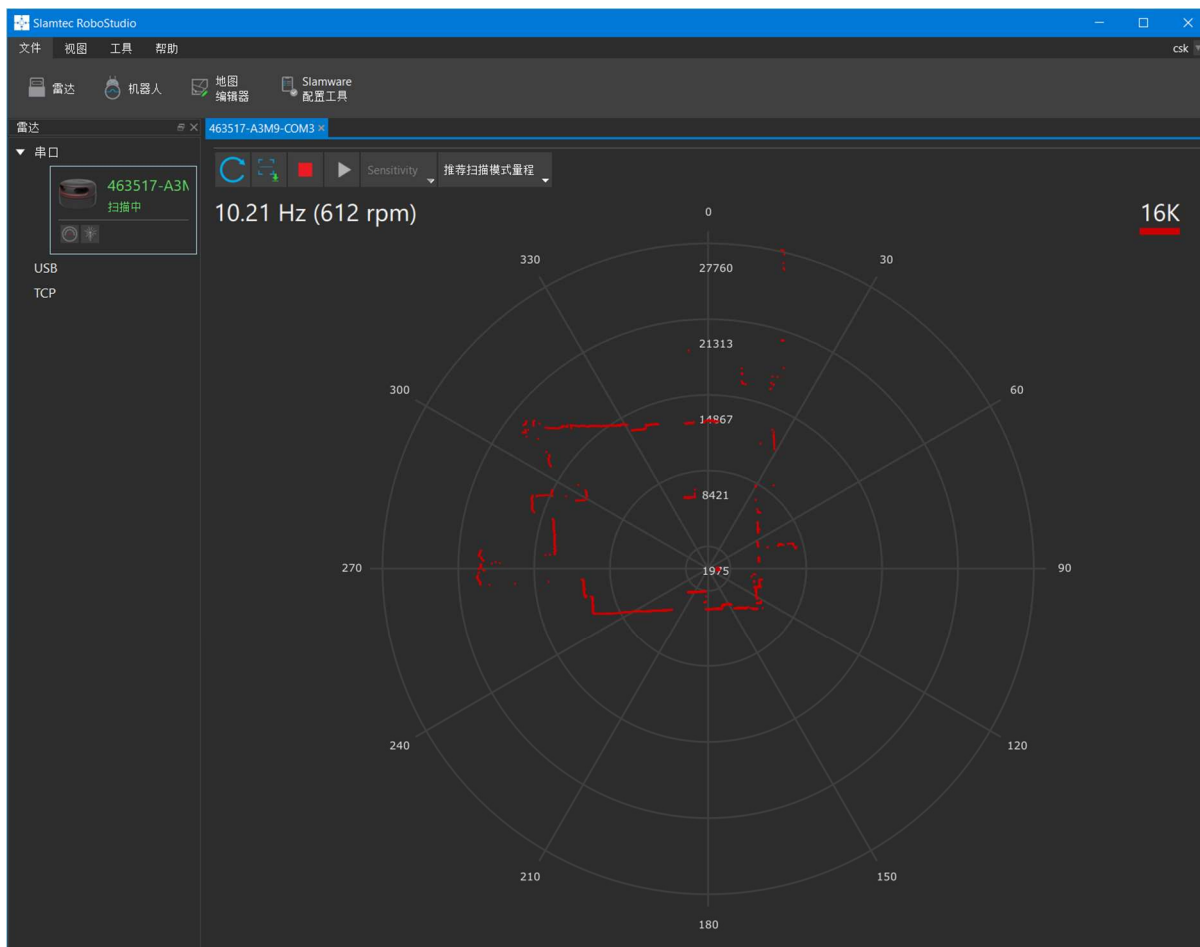 Slamtec RoboStudio
文件 视图 工具 帮助 csk
雷达 机器人 地图 编辑器 Slamware 配置工具
雷达 463517-A3M9-COM3
串口
463517-A3M
扫描中
USB
TCP
Sensitivity 推荐扫描模式量程
10.21 Hz (612 rpm)
16K
0
330 30
27760
21313
300 60
14867
8421
270 1975 90
240 120
210 150
180